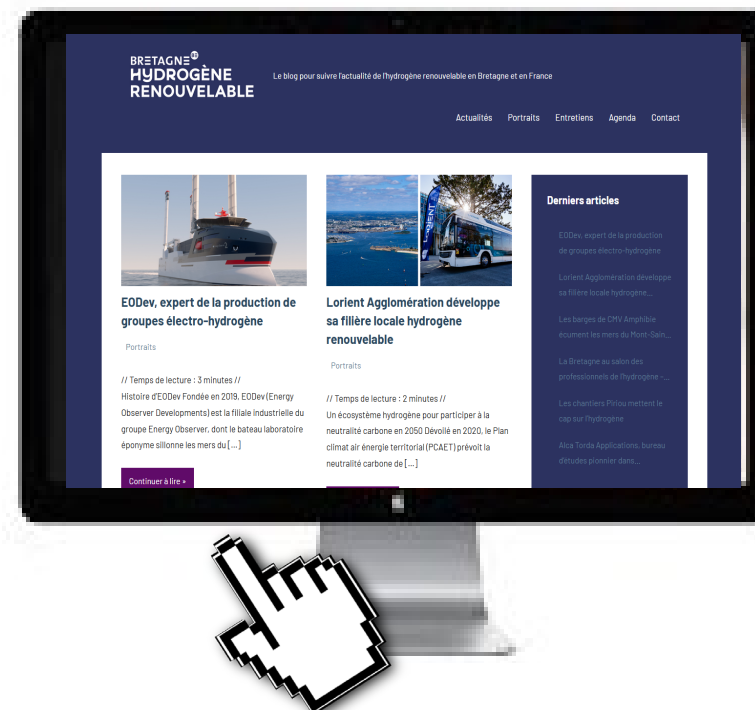 BRETAGNE
HYDROGÈNE
RENOUVELABLE
Le blog pour suivre l'actualité de l'hydrogène renouvelable en Bretagne et en France
Actualités Portraits Entretiens Agenda Contact
LORIENT
EODev, expert de la production de
groupes électro-hydrogène
Portraits
// Temps de lecture : 3 minutes //
Histoire d'EODev Fondée en 2019, EODev (Energy
Observer Developments) est la filiale industrielle du
groupe Energy Observer, dont le bateau laboratoire
éponyme sillonne les mers du [...]
Continuer à lire »
Lorient Agglomération développe
sa filière locale hydrogène
renouvelable
Portraits
// Temps de lecture : 2 minutes //
Un écosystème hydrogène pour participer à la
neutralité carbone en 2050 Dévoilé en 2020, le Plan
climat air énergie territorial (PCAET) prévoit la
neutralité carbone de [...]
Derniers articles
EODev, expert de la production
de groupes électro-hydrogène
Lorient Agglomération développe
sa filière locale hydrogène...
Les barges de CMV Amphibie
écument les mers du Mont-Sain...
La Bretagne au salon des
professionnels de l'hydrogène –...
Les chantiers Piriou mettent le
cap sur l'hydrogène
Alca Torda Applications, bureau
d'études pionnier dans...